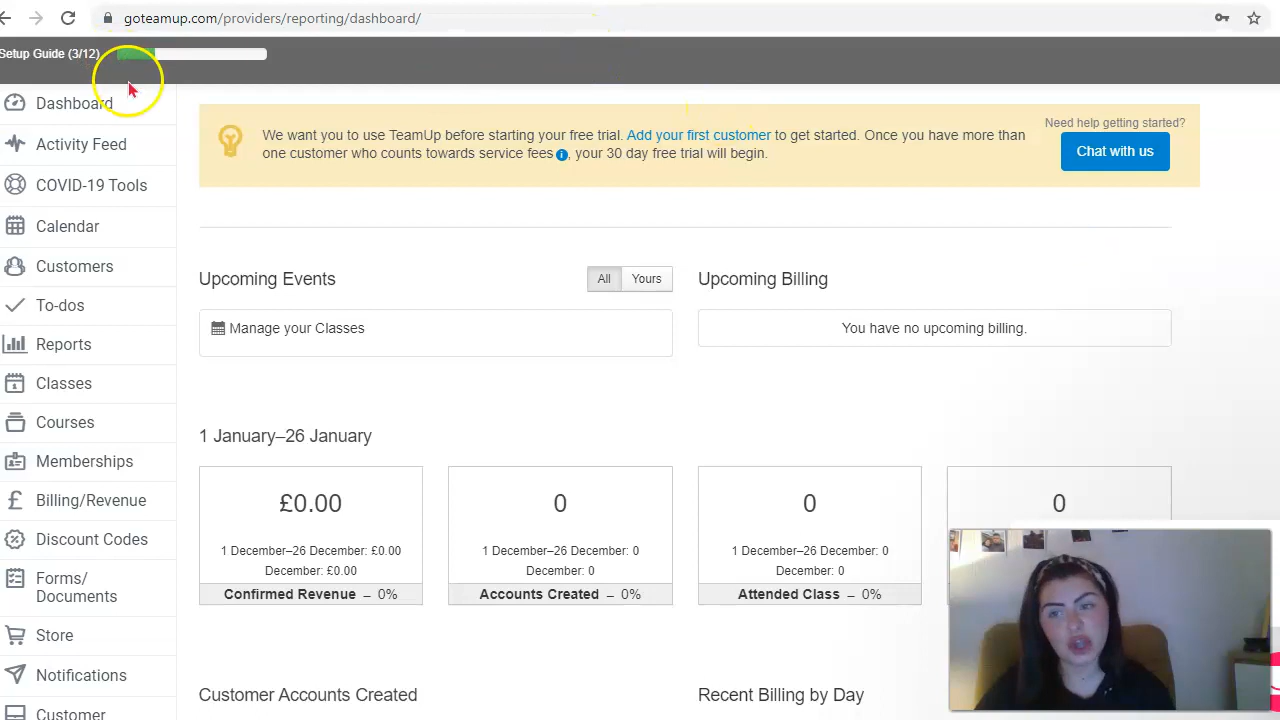 goteamup.com/providers/reporting/dashboard/
Setup Guide (3/12)
Dashboard
Activity Feed
COVID-19 Tools
Calendar
Customers
To-dos
Reports
Classes
Courses
Memberships
Billing/Revenue
Discount Codes
Forms/
Documents
Store
Notifications
Customer
We want you to use TeamUp before starting your free trial. Add your first customer to get started. Once you have more than
one customer who counts towards service fees i, your 30 day free trial will begin.
Need help getting started?
Chat with us
Upcoming Events
All Yours
Manage your Classes
Upcoming Billing
You have no upcoming billing.
1 January–26 January
£0.00
1 December–26 December: £0.00
December: £0.00
Confirmed Revenue – 0%
0
1 December–26 December: 0
December: 0
Accounts Created – 0%
0
1 December–26 December: 0
December: 0
Attended Class – 0%
0
Customer Accounts Created
Recent Billing by Day